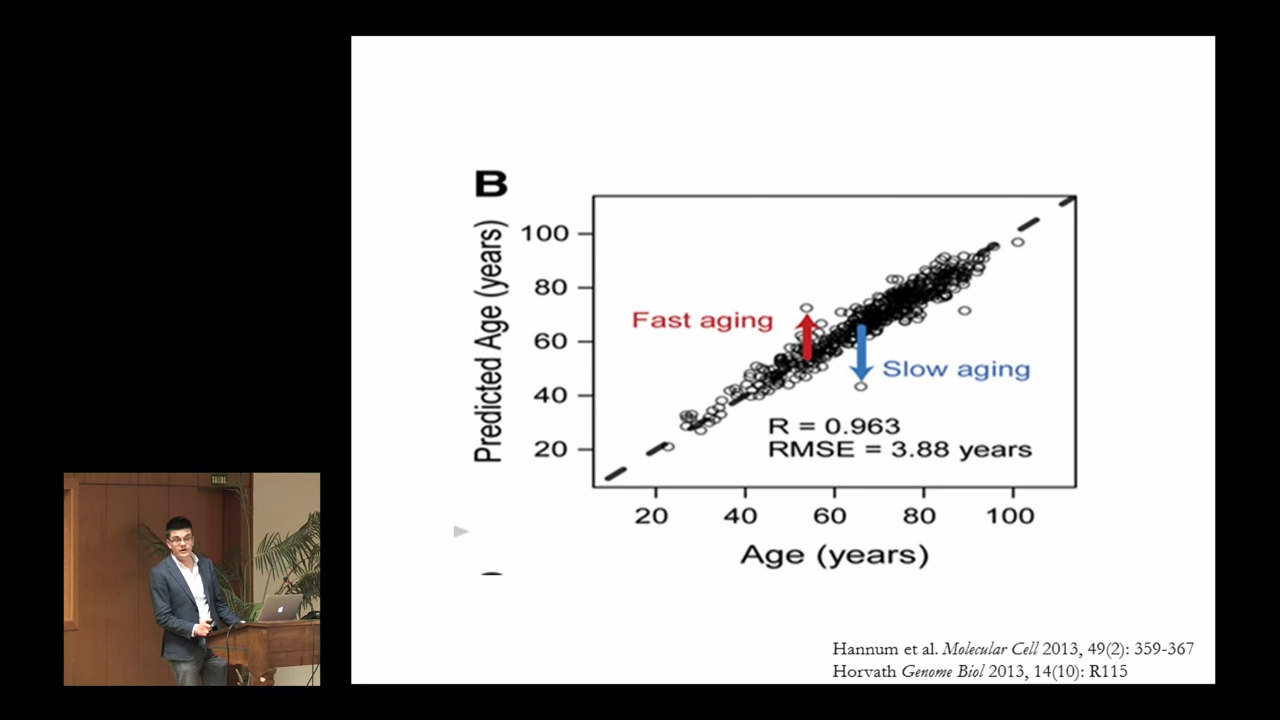 B
Predicted Age (years)
100
80
60
40
20
Fast aging
Slow aging
R = 0.963
RMSE = 3.88 years
20 40 60 80 100
Age (years)
Hannum et al. Molecular Cell 2013, 49(2): 359-367
Horvath Genome Biol 2013, 14(10): R115
SALIDA